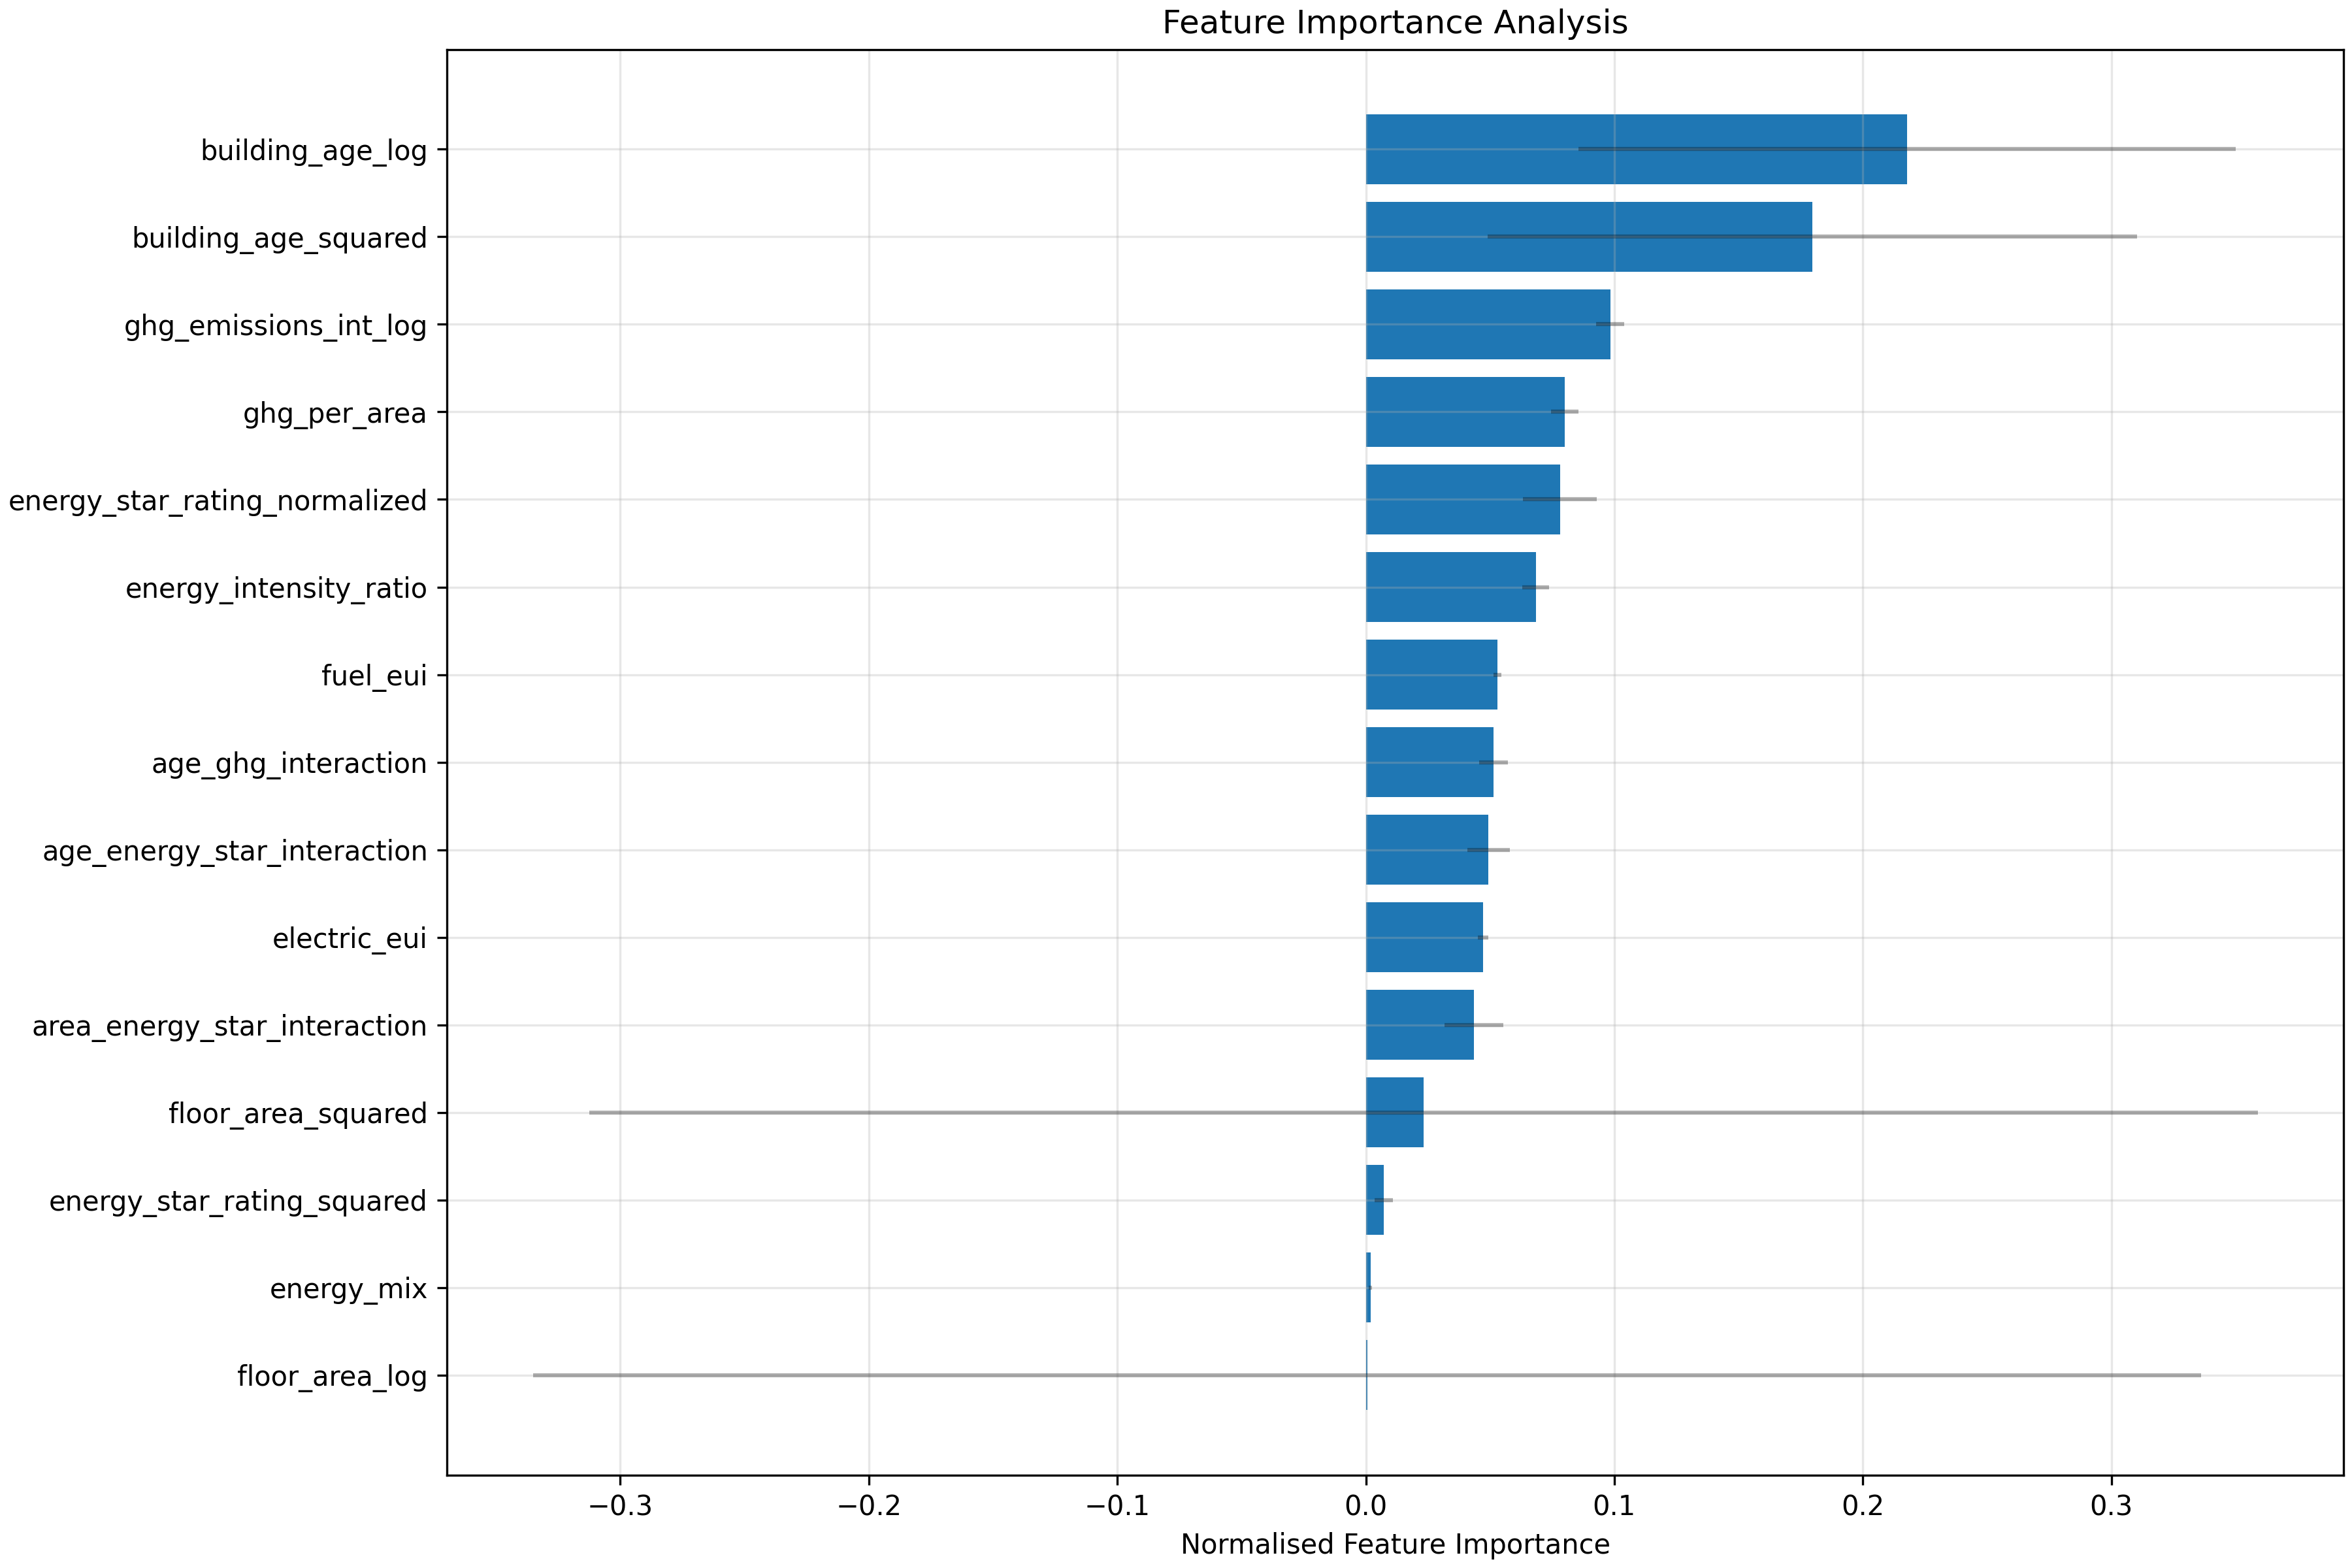 Feature Importance Analysis
building_age_log
building_age_squared
ghg_emissions_int_log
ghg_per_area
energy_star_rating_normalized
energy_intensity_ratio
fuel_eui
age_ghg_interaction
age_energy_star_interaction
electric_eui
area_energy_star_interaction
floor_area_squared
energy_star_rating_squared
energy_mix
floor_area_log
−0.3 −0.2 −0.1 0.0 0.1 0.2 0.3
Normalised Feature Importance